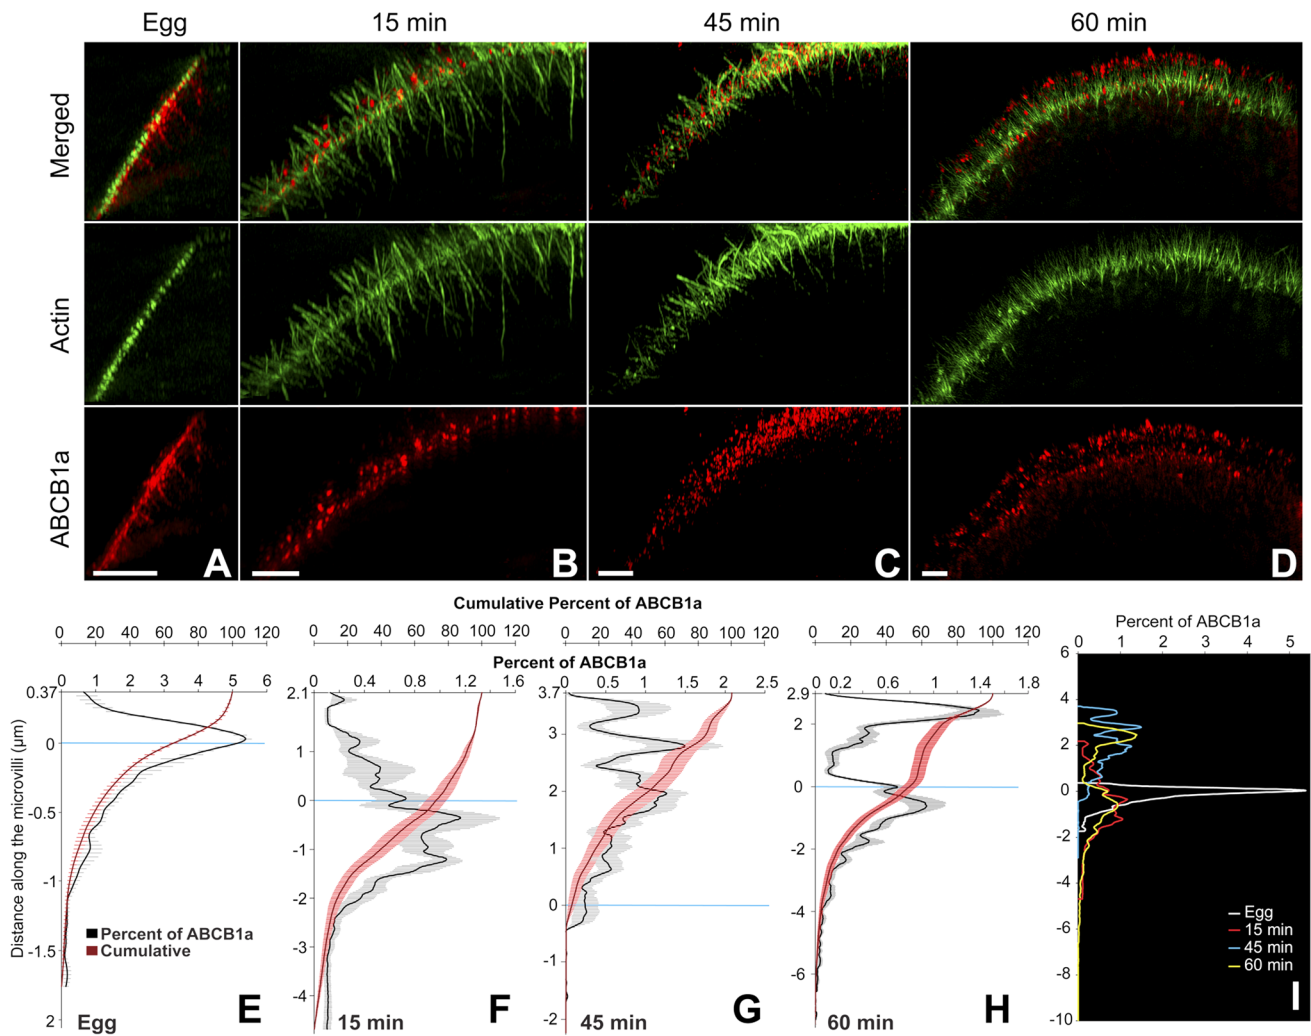 Egg 15 min 45 min 60 min
Merged
Actin
ABCB1a
A B C D
Cumulative Percent of ABCB1a
0 20 40 60 80 100 120
0 20 40 60 80 100 120
0 20 40 60 80 100 120
0 20 40 60 80 100 120
Percent of ABCB1a
0 1 2 3 4 5 6
0 0.4 0.8 1.2 1.6
0 0.5 1 1.5 2 2.5
0 0.2 0.6 1 1.4 1.8
Percent of ABCB1a
0 1 2 3 4 5
Distance along the microvilli (µm)
0.37
0
-0.5
-1
-1.5
2
Percent of ABCB1a
Cumulative
Egg
E
2.1
1
0
-1
-2
-3
-4
15 min
F
3.7
3
2
1
0
-1
-2
45 min
G
2.9
2
0
-2
-4
-6
60 min
H
6
4
2
0
-2
-4
-6
-8
-10
Egg
15 min
45 min
60 min
I